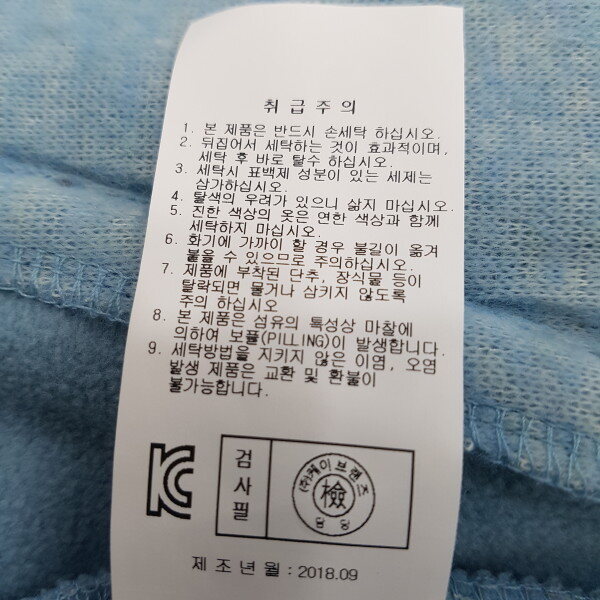 취급주의
1. 본 제품은 반드시 손세탁 하십시오.
2. 뒤집어서 세탁하는 것이 효과적이며,
세탁 후 바로 탈수 하십시오.
3. 세탁시 표백제 성분이 있는 세제는
삼가하십시오.
4. 탈색의 우려가 있으니 삶지 마십시오.
5. 진한 색상의 옷은 연한 색상과 함께
세탁하지 마십시오.
6. 화기에 가까이 할 경우 불길이 옮겨
붙을 수 있으므로 주의하십시오.
7. 제품에 부착된 단추, 장식물 등이
탈락되면 물거나 삼키지 않도록
주의 하십시오
8. 본 제품은 섬유의 특성상 마찰에
의하여 보풀(PILLING)이 발생합니다.
9. 세탁방법을 지키지 않은 이염, 오염
발생 제품은 교환 및 환불이
불가능합니다.
검사필
(주)케이브랜즈
檢
담당
제조년월 : 2018.09